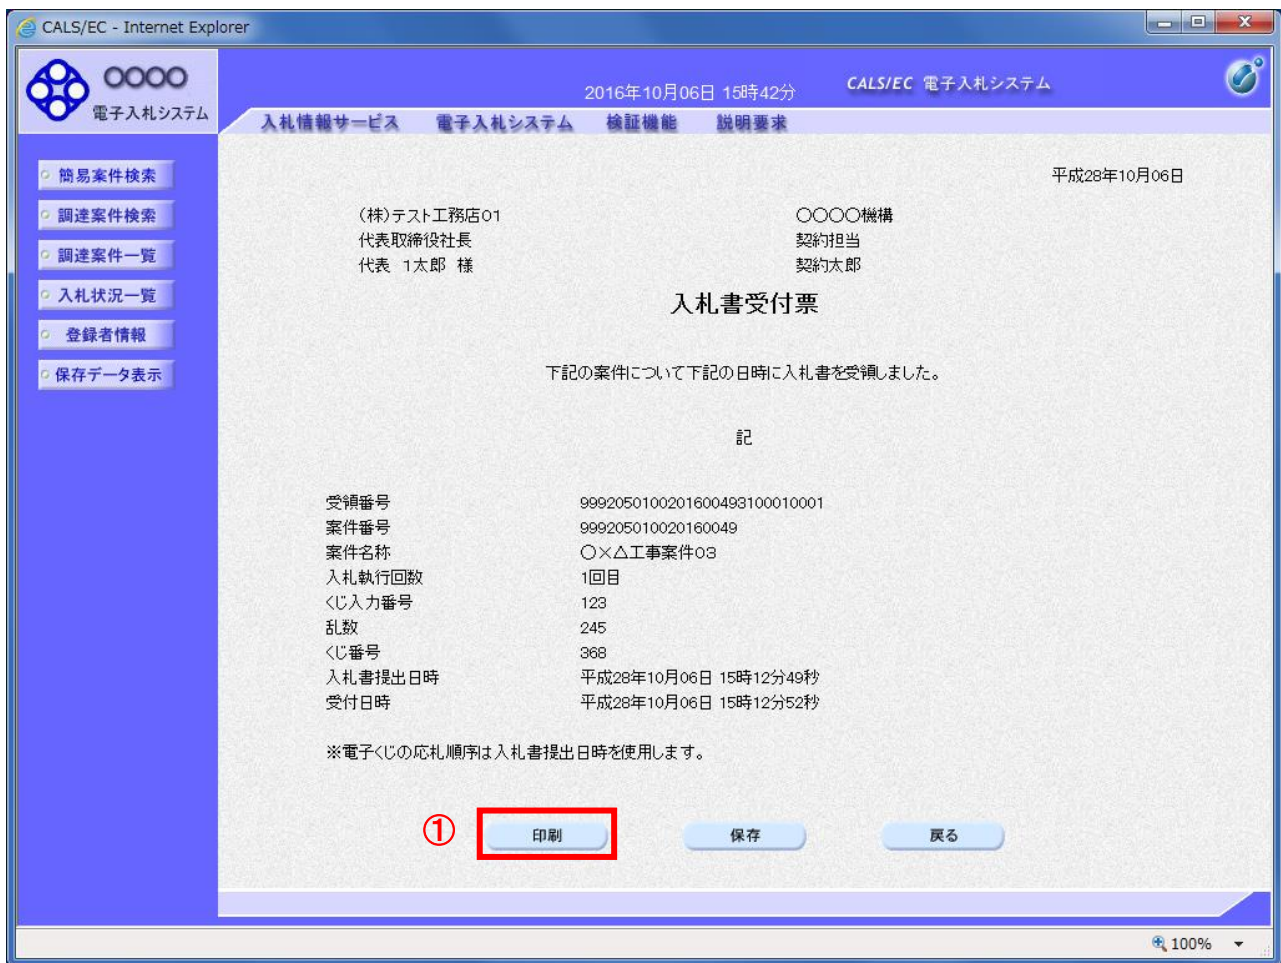 CALS/EC - Internet Explorer
○○○○
電子入札システム
2016年10月06日 15時42分
CALS/EC 電子入札システム
入札情報サービス 電子入札システム 検証機能 説明要求
簡易案件検索
調達案件検索
調達案件一覧
入札状況一覧
登録者情報
保存データ表示
平成28年10月06日
(株)テスト工務店01 ○○○○機構
代表取締役社長 契約担当
代表 1太郎 様 契約太郎
入札書受付票
下記の案件について下記の日時に入札書を受領しました。
記
受領番号 9992050100201600493100010001
案件番号 999205010020160049
案件名称 ○×△工事案件03
入札執行回数 1回目
くじ入力番号 123
乱数 245
くじ番号 368
入札書提出日時 平成28年10月06日 15時12分49秒
受付日時 平成28年10月06日 15時12分52秒
※電子くじの応札順序は入札書提出日時を使用します。
① 印刷 保存 戻る
100%